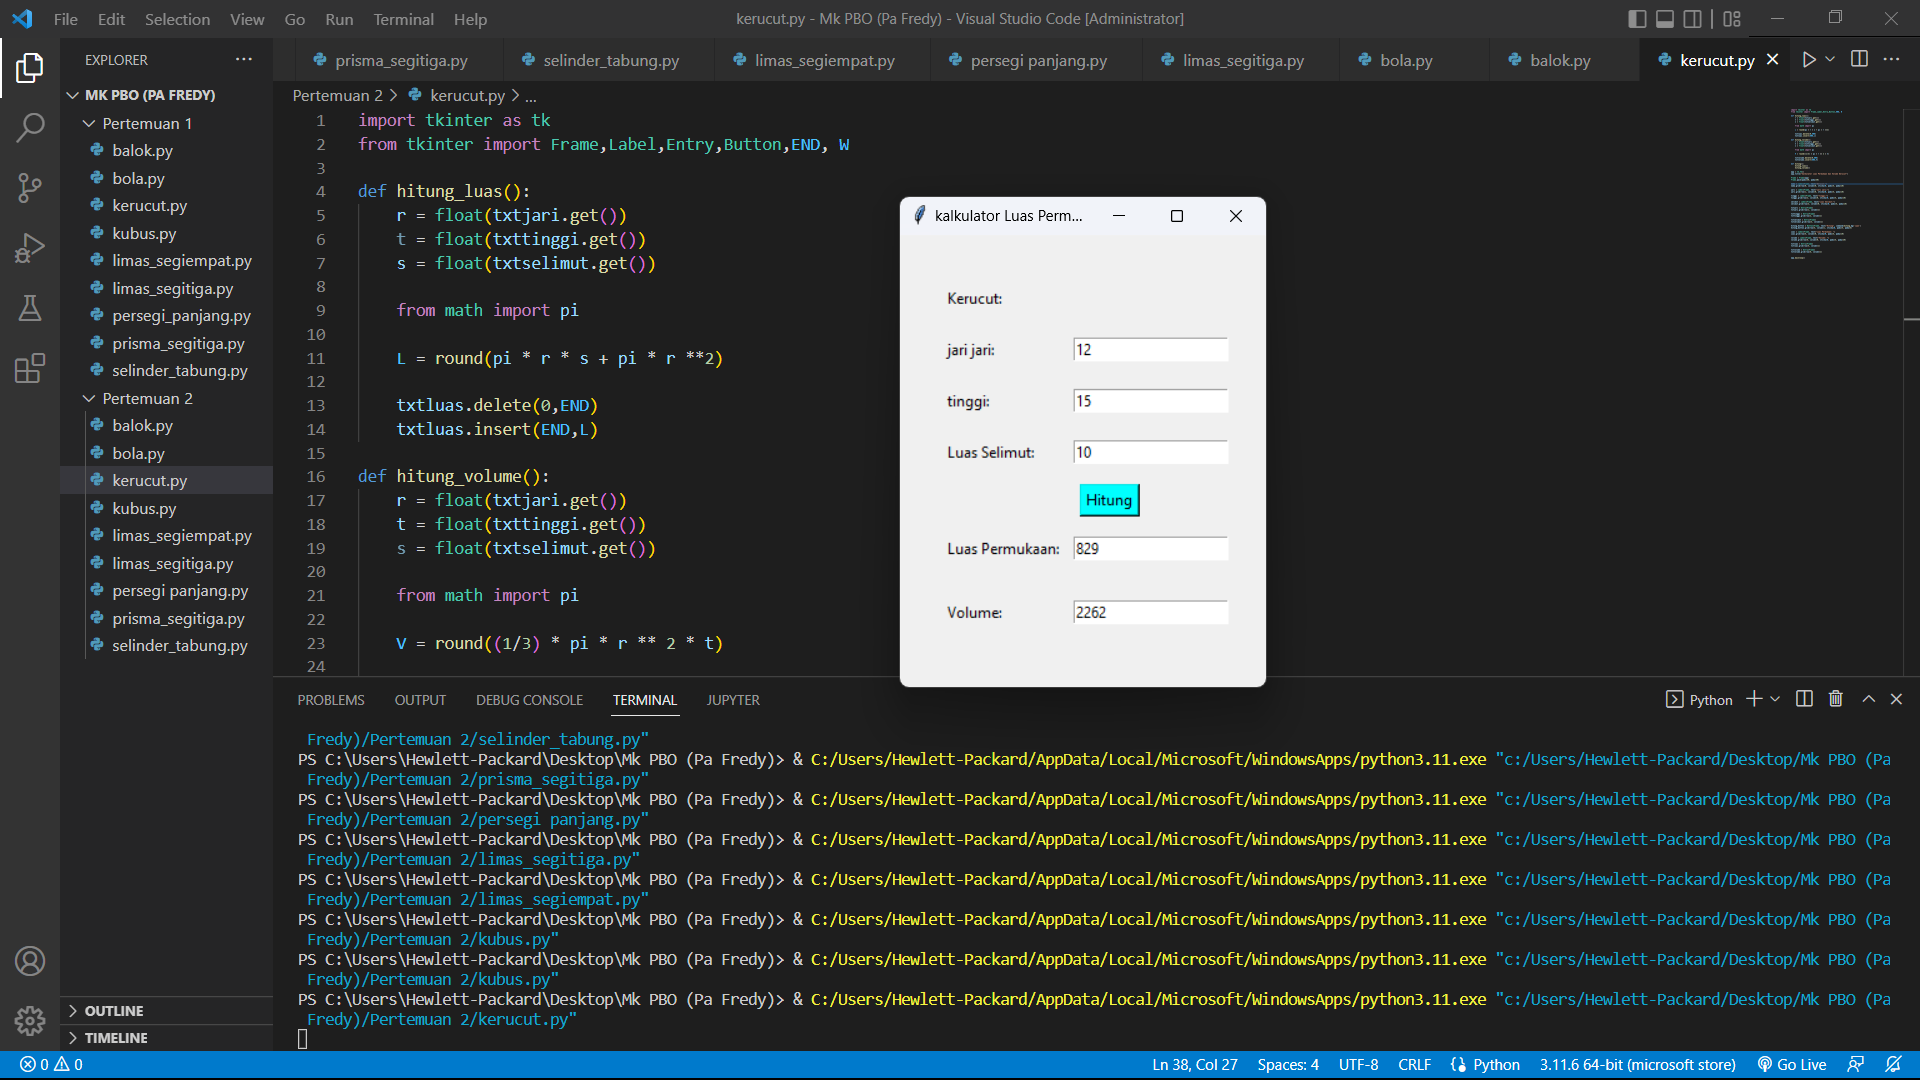 File Edit Selection View Go Run Terminal Help
kerucut.py - Mk PBO (Pa Fredy) - Visual Studio Code [Administrator]
EXPLORER
MK PBO (PA FREDY)
Pertemuan 1
balok.py
bola.py
kerucut.py
kubus.py
limas_segiempat.py
limas_segitiga.py
persegi_panjang.py
prisma_segitiga.py
selinder_tabung.py
Pertemuan 2
balok.py
bola.py
kerucut.py
kubus.py
limas_segiempat.py
limas_segitiga.py
persegi panjang.py
prisma_segitiga.py
selinder_tabung.py
OUTLINE
TIMELINE
prisma_segitiga.py selinder_tabung.py limas_segiempat.py persegi panjang.py limas_segitiga.py bola.py balok.py kerucut.py
Pertemuan 2 > kerucut.py > ...
1 import tkinter as tk
2 from tkinter import Frame,Label,Entry,Button,END, W
3
4 def hitung_luas():
5 r = float(txtjari.get())
6 t = float(txttinggi.get())
7 s = float(txtselimut.get())
8
9 from math import pi
10
11 L = round(pi * r * s + pi * r **2)
12
13 txtluas.delete(0,END)
14 txtluas.insert(END,L)
15
16 def hitung_volume():
17 r = float(txtjari.get())
18 t = float(txttinggi.get())
19 s = float(txtselimut.get())
20
21 from math import pi
22
23 V = round((1/3) * pi * r ** 2 * t)
24
kalkulator Luas Perm...
Kerucut:
jari jari: 12
tinggi: 15
Luas Selimut: 10
Hitung
Luas Permukaan: 829
Volume: 2262
PROBLEMS OUTPUT DEBUG CONSOLE TERMINAL JUPYTER
Python
Fredy)/Pertemuan 2/selinder_tabung.py"
PS C:\Users\Hewlett-Packard\Desktop\Mk PBO (Pa Fredy)> & C:/Users/Hewlett-Packard/AppData/Local/Microsoft/WindowsApps/python3.11.exe "c:/Users/Hewlett-Packard/Desktop/Mk PBO (Pa
Fredy)/Pertemuan 2/prisma_segitiga.py"
PS C:\Users\Hewlett-Packard\Desktop\Mk PBO (Pa Fredy)> & C:/Users/Hewlett-Packard/AppData/Local/Microsoft/WindowsApps/python3.11.exe "c:/Users/Hewlett-Packard/Desktop/Mk PBO (Pa
Fredy)/Pertemuan 2/persegi panjang.py"
PS C:\Users\Hewlett-Packard\Desktop\Mk PBO (Pa Fredy)> & C:/Users/Hewlett-Packard/AppData/Local/Microsoft/WindowsApps/python3.11.exe "c:/Users/Hewlett-Packard/Desktop/Mk PBO (Pa
Fredy)/Pertemuan 2/limas_segitiga.py"
PS C:\Users\Hewlett-Packard\Desktop\Mk PBO (Pa Fredy)> & C:/Users/Hewlett-Packard/AppData/Local/Microsoft/WindowsApps/python3.11.exe "c:/Users/Hewlett-Packard/Desktop/Mk PBO (Pa
Fredy)/Pertemuan 2/limas_segiempat.py"
PS C:\Users\Hewlett-Packard\Desktop\Mk PBO (Pa Fredy)> & C:/Users/Hewlett-Packard/AppData/Local/Microsoft/WindowsApps/python3.11.exe "c:/Users/Hewlett-Packard/Desktop/Mk PBO (Pa
Fredy)/Pertemuan 2/kubus.py"
PS C:\Users\Hewlett-Packard\Desktop\Mk PBO (Pa Fredy)> & C:/Users/Hewlett-Packard/AppData/Local/Microsoft/WindowsApps/python3.11.exe "c:/Users/Hewlett-Packard/Desktop/Mk PBO (Pa
Fredy)/Pertemuan 2/kubus.py"
PS C:\Users\Hewlett-Packard\Desktop\Mk PBO (Pa Fredy)> & C:/Users/Hewlett-Packard/AppData/Local/Microsoft/WindowsApps/python3.11.exe "c:/Users/Hewlett-Packard/Desktop/Mk PBO (Pa
Fredy)/Pertemuan 2/kerucut.py"
0 0 Ln 38, Col 27 Spaces: 4 UTF-8 CRLF Python 3.11.6 64-bit (microsoft store) Go Live